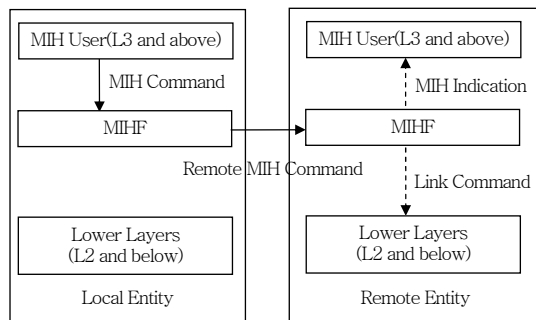 MIH User(L3 and above)
MIH Command
MIHF
Remote MIH Command
Lower Layers
(L2 and below)
Local Entity
MIH User(L3 and above)
MIH Indication
MIHF
Link Command
Lower Layers
(L2 and below)
Remote Entity